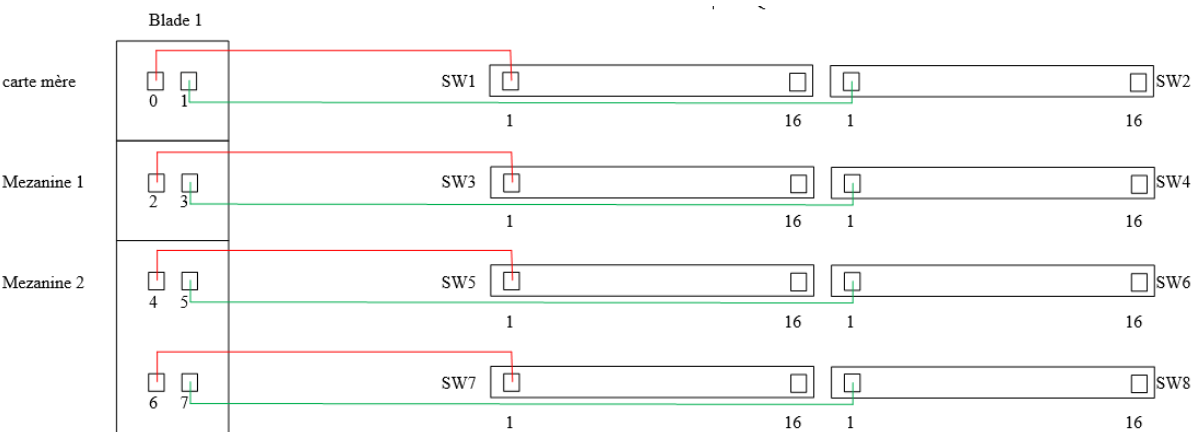 Blade 1
carte mère
0 1
SW1
SW2
1 16 1 16
Mezanine 1
2 3
SW3
SW4
1 16 1 16
Mezanine 2
4 5
SW5
SW6
1 16 1 16
6 7
SW7
SW8
1 16 1 16